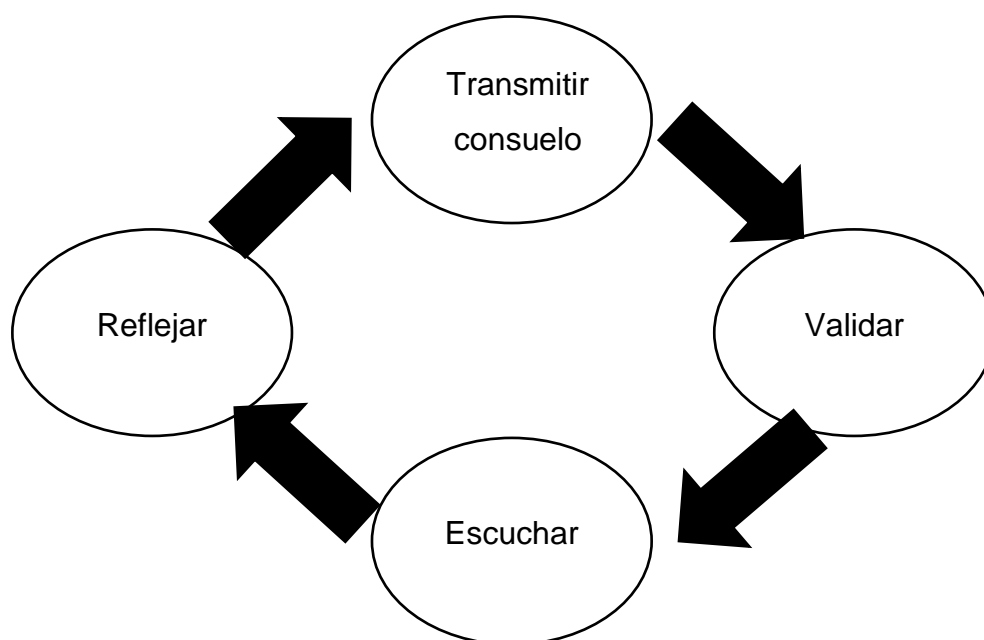 Transmitir
consuelo
Reflejar
Validar
Escuchar